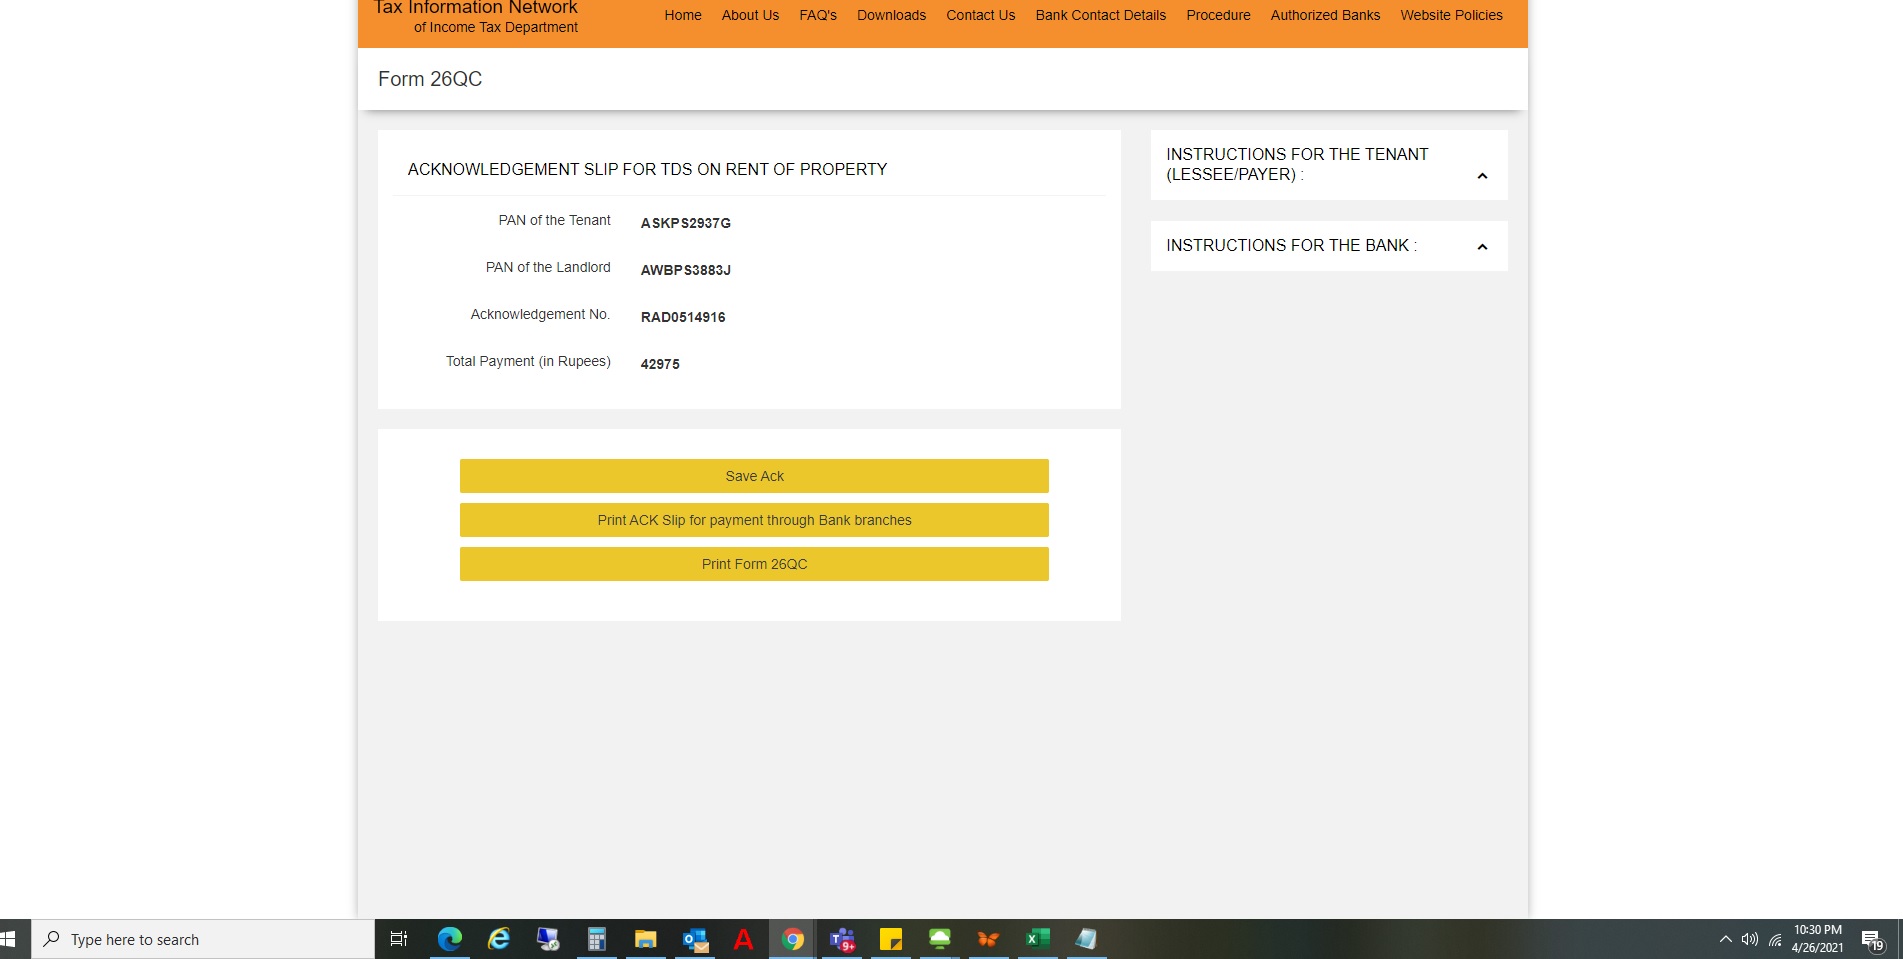 Tax Information Network
of Income Tax Department
Home About Us FAQ's Downloads Contact Us Bank Contact Details Procedure Authorized Banks Website Policies
Form 26QC
ACKNOWLEDGEMENT SLIP FOR TDS ON RENT OF PROPERTY
PAN of the Tenant ASKPS2937G
PAN of the Landlord AWBPS3883J
Acknowledgement No. RAD0514916
Total Payment (in Rupees) 42975
Save Ack
Print ACK Slip for payment through Bank branches
Print Form 26QC
INSTRUCTIONS FOR THE TENANT
(LESSEE/PAYER) :
INSTRUCTIONS FOR THE BANK :
Type here to search
9+
10:30 PM
4/26/2021
19